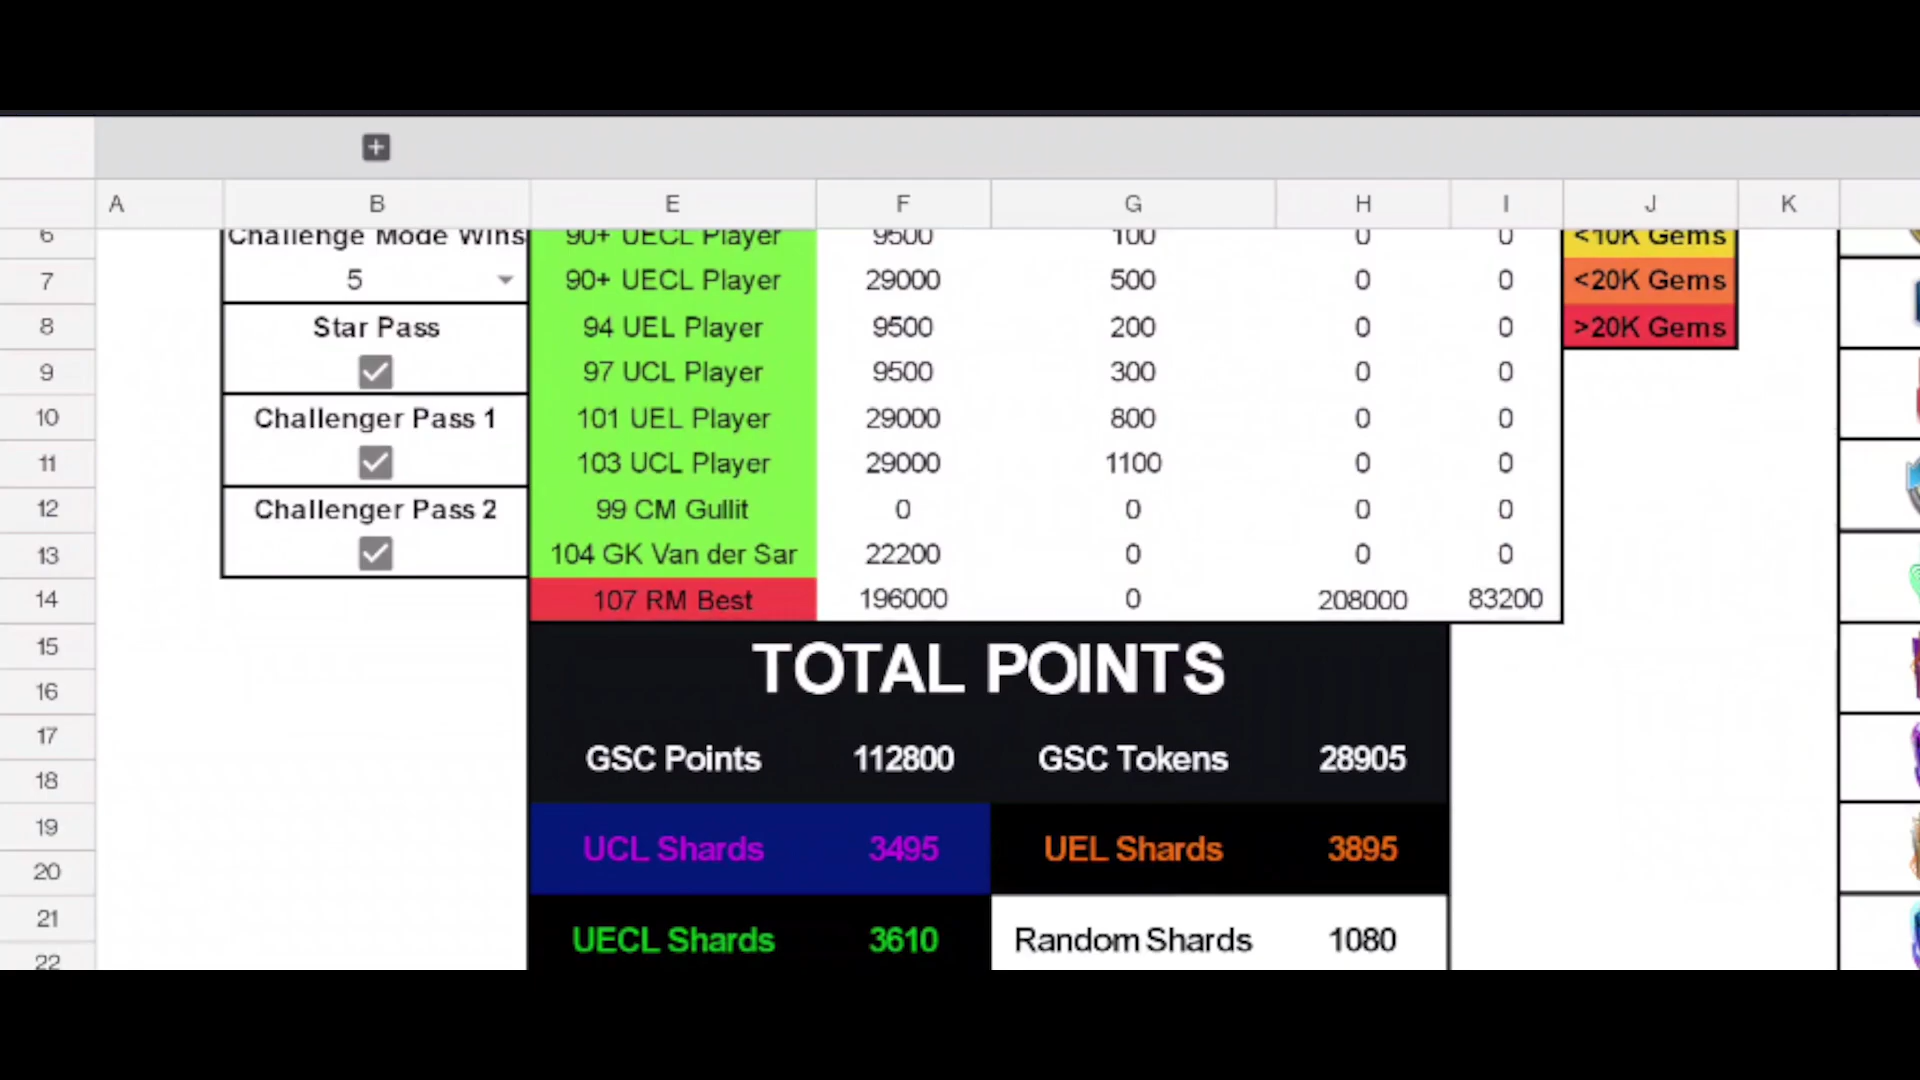 A B E F G H I J K
6 Challenge Mode Wins 90+ UECL Player 9500 100 0 0 <10K Gems
7 5 90+ UECL Player 29000 500 0 0 <20K Gems
8 Star Pass 94 UEL Player 9500 200 0 0 >20K Gems
9 97 UCL Player 9500 300 0 0
10 Challenger Pass 1 101 UEL Player 29000 800 0 0
11 103 UCL Player 29000 1100 0 0
12 Challenger Pass 2 99 CM Gullit 0 0 0 0
13 104 GK Van der Sar 22200 0 0 0
14 107 RM Best 196000 0 208000 83200
15
TOTAL POINTS
16
17
GSC Points 112800 GSC Tokens 28905
18
19
UCL Shards 3495 UEL Shards 3895
20
21
UECL Shards 3610 Random Shards 1080
22